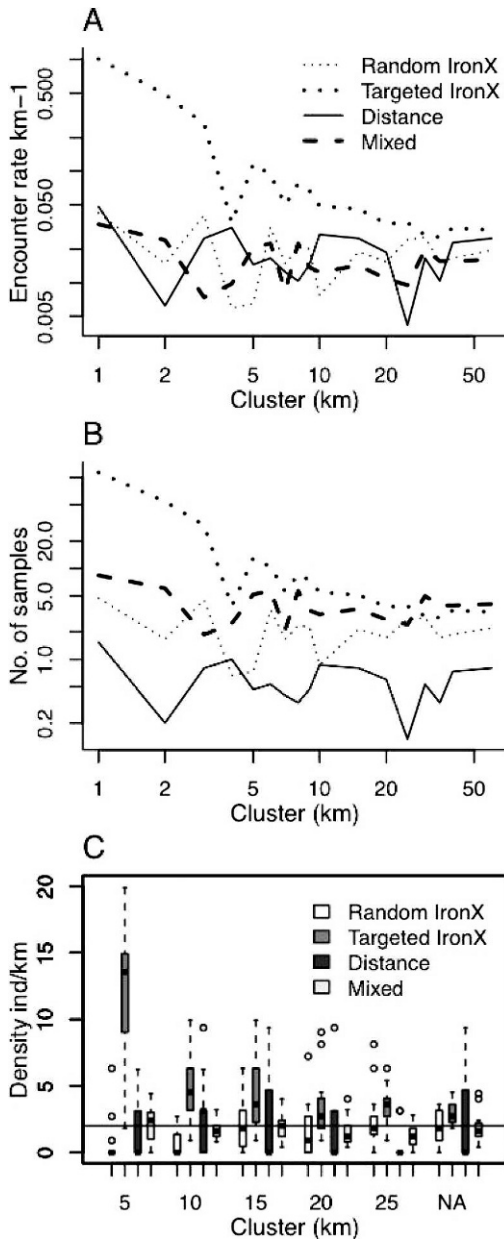 A
Encounter rate km-1
0.500
0.050
0.005
Random IronX
Targeted IronX
Distance
Mixed
1 2 5 10 20 50
Cluster (km)
B
No. of samples
20.0
5.0
1.0
0.2
1 2 5 10 20 50
Cluster (km)
C
Density ind/km
20
15
10
5
0
Random IronX
Targeted IronX
Distance
Mixed
5 10 15 20 25 NA
Cluster (km)